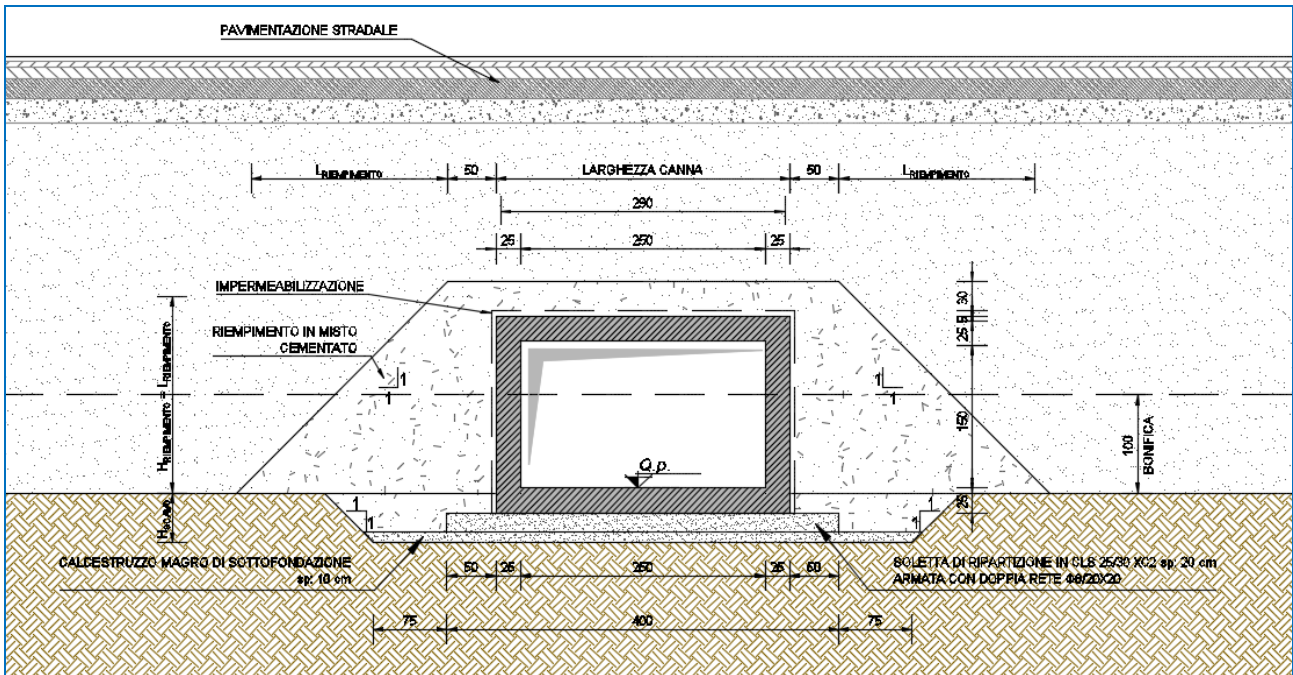 PAVIMENTAZIONE STRADALE
LRIEMPIMENTO 50 LARGHEZZA CANNA 50 LRIEMPIMENTO
290
25 250 25
IMPERMEABILIZZAZIONE
RIEMPIMENTO IN MISTO
CEMENTATO
HRIEMPIMENTO = LRIEMPIMENTO
30
5
25
1
1
1
1
150
100
BONIFICA
Q.p.
25
HSCAVO
1
1
1
1
CALCESTRUZZO MAGRO DI SOTTOFONDAZIONE
sp: 10 cm
SOLETTA DI RIPARTIZIONE IN CLS 25/30 XC2 sp: 20 cm
ARMATA CON DOPPIA RETE Φ8/20X20
50 25 250 25 50
75 400 75